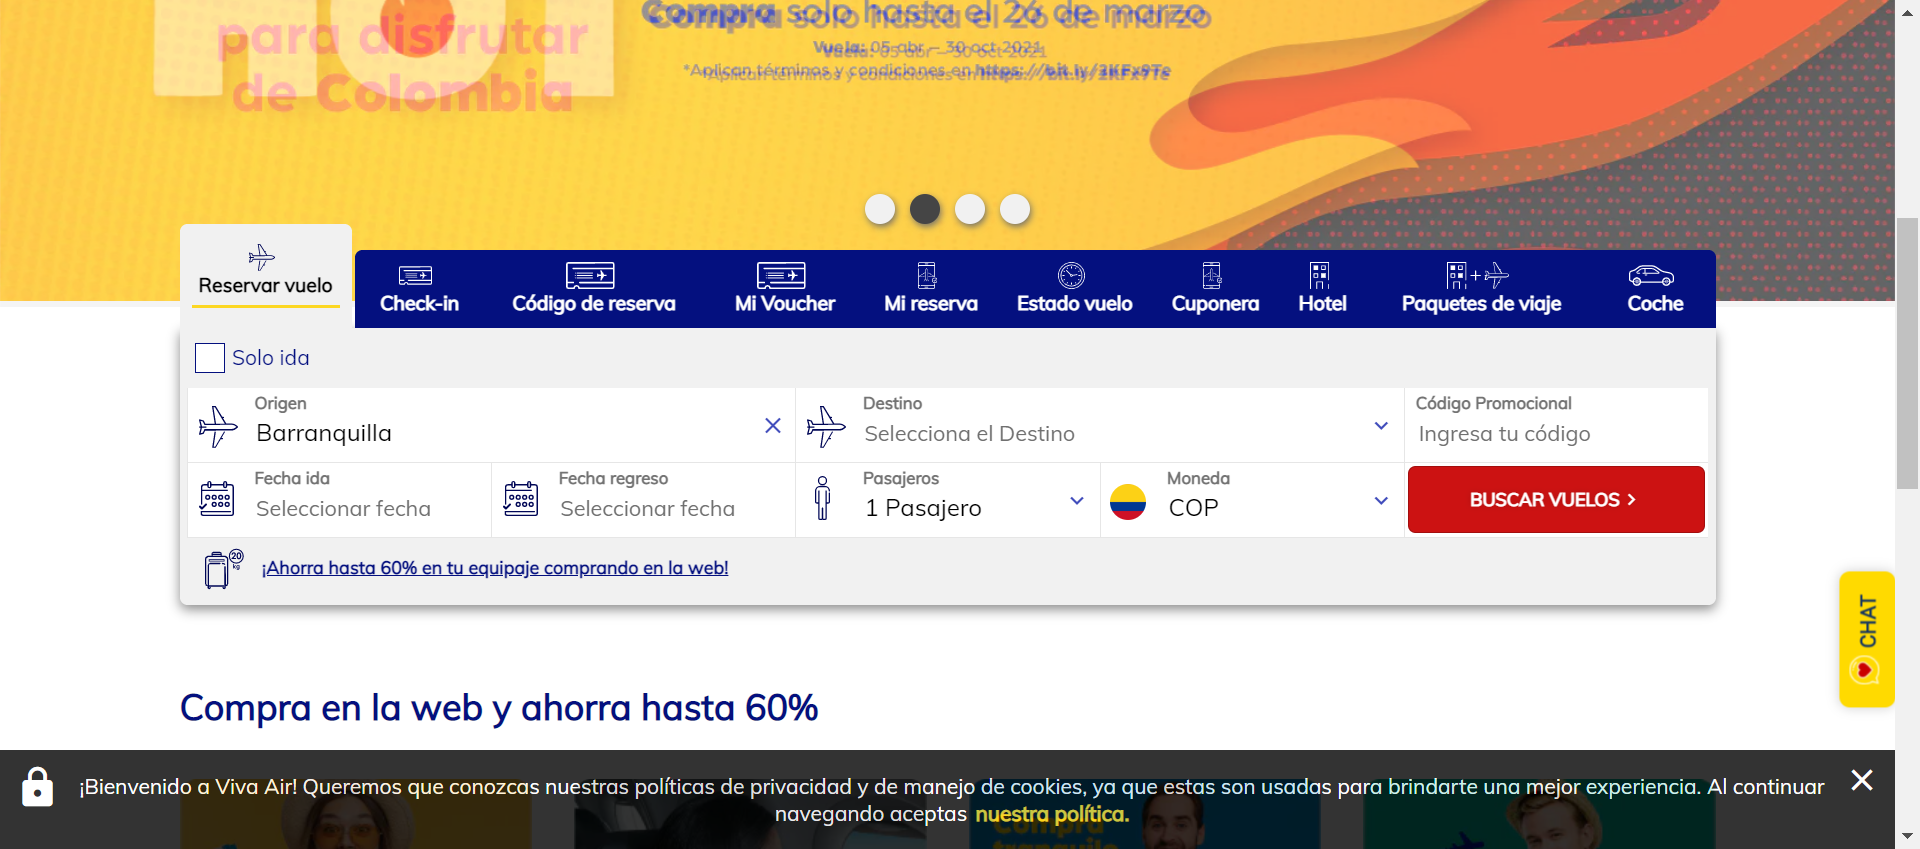 HOT
para disfrutar
de Colombia
Compra solo hasta el 26 de marzo
Vuela: 05 abr – 30 oct 2021
*Aplican términos y condiciones en https://bit.ly/3KFx9Te
Reservar vuelo
Check-in
Código de reserva
Mi Voucher
Mi reserva
Estado vuelo
Cuponera
Hotel
Paquetes de viaje
Coche
Solo ida
Origen
Barranquilla
Destino
Selecciona el Destino
Código Promocional
Ingresa tu código
Fecha ida
Seleccionar fecha
Fecha regreso
Seleccionar fecha
Pasajeros
1 Pasajero
Moneda
COP
BUSCAR VUELOS
20
kg
¡Ahorra hasta 60% en tu equipaje comprando en la web!
CHAT
Compra en la web y ahorra hasta 60%
¡Bienvenido a Viva Air! Queremos que conozcas nuestras políticas de privacidad y de manejo de cookies, ya que estas son usadas para brindarte una mejor experiencia. Al continuar
navegando aceptas nuestra política.
Compra
tranquilo